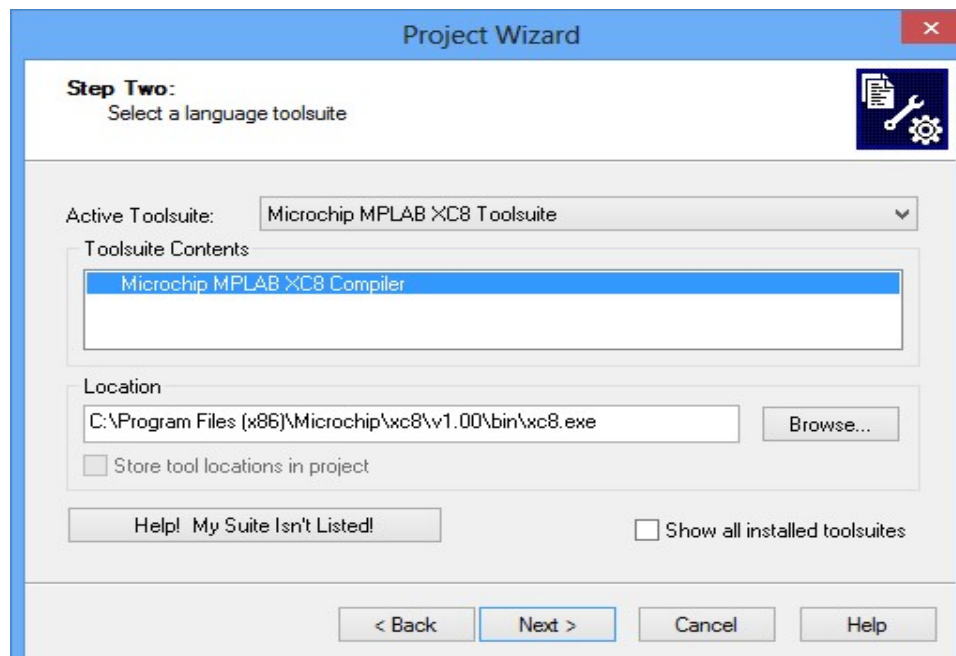 Project Wizard
Step Two:
Select a language toolsuite
Active Toolsuite: Microchip MPLAB XC8 Toolsuite
Toolsuite Contents
Microchip MPLAB XC8 Compiler
Location
C:\Program Files (x86)\Microchip\xc8\v1.00\bin\xc8.exe Browse...
Store tool locations in project
Help! My Suite Isn't Listed! Show all installed toolsuites
< Back Next > Cancel Help